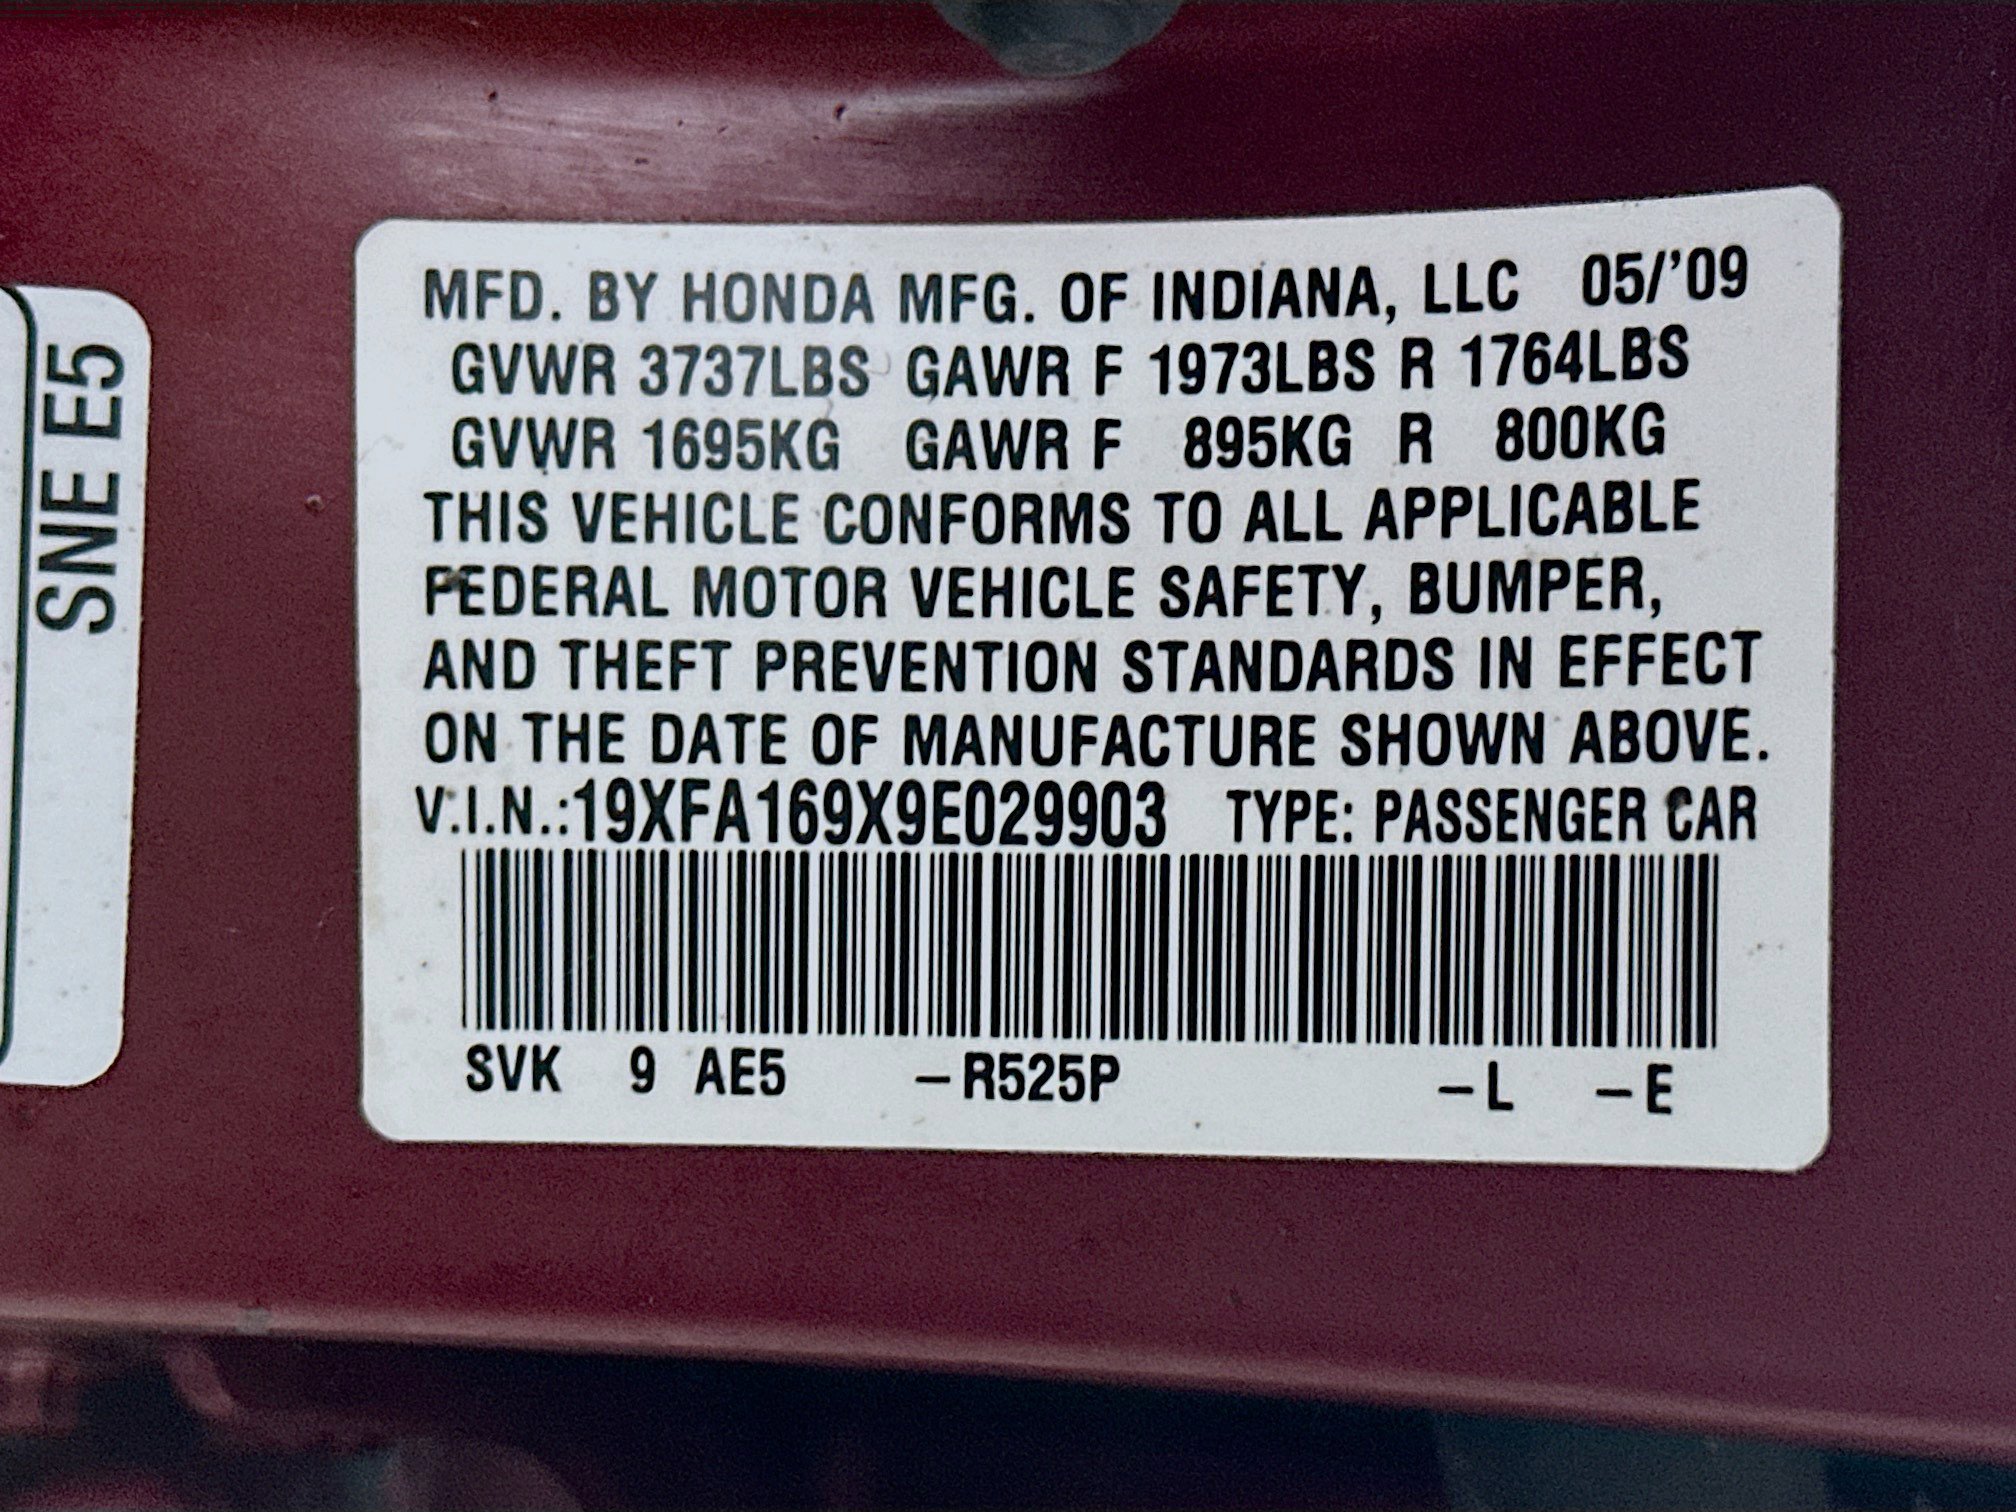 MFD. BY HONDA MFG. OF INDIANA, LLC 05/'09
GVWR 3737LBS GAWR F 1973LBS R 1764LBS
GVWR 1695KG GAWR F 895KG R 800KG
THIS VEHICLE CONFORMS TO ALL APPLICABLE
FEDERAL MOTOR VEHICLE SAFETY, BUMPER,
AND THEFT PREVENTION STANDARDS IN EFFECT
ON THE DATE OF MANUFACTURE SHOWN ABOVE.
V.I.N.:19XFA169X9E029903 TYPE: PASSENGER CAR
SVK 9 AE5 –R525P –L –E
SNE E5